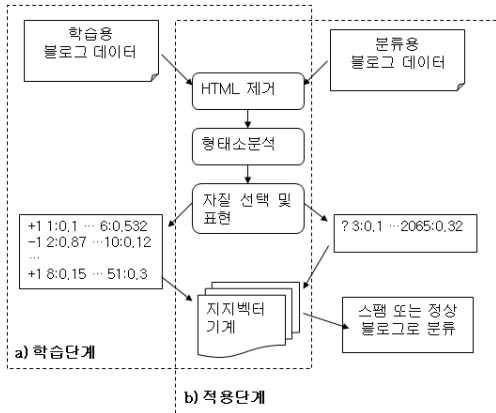 학습용
블로그 데이터
분류용
블로그 데이터
HTML 제거
형태소분석
자질 선택 및
표현
+1 1:0.1 … 6:0.532
-1 2:0.87 …10:0.12
…
+1 8:0.15 … 51:0.3
? 3:0.1 …2065:0.32
지지벡터
기계
스팸 또는 정상
블로그로 분류
a) 학습단계
b) 적용단계